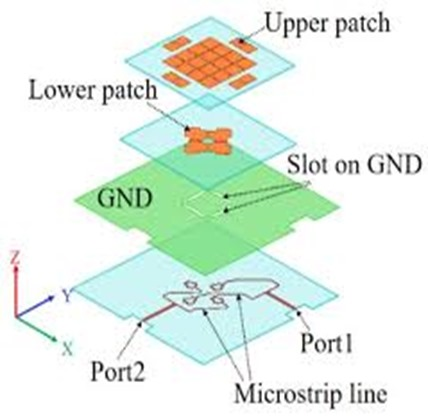 Upper patch
Lower patch
Slot on GND
GND
Z
Y
X
Port1
Port2
Microstrip line